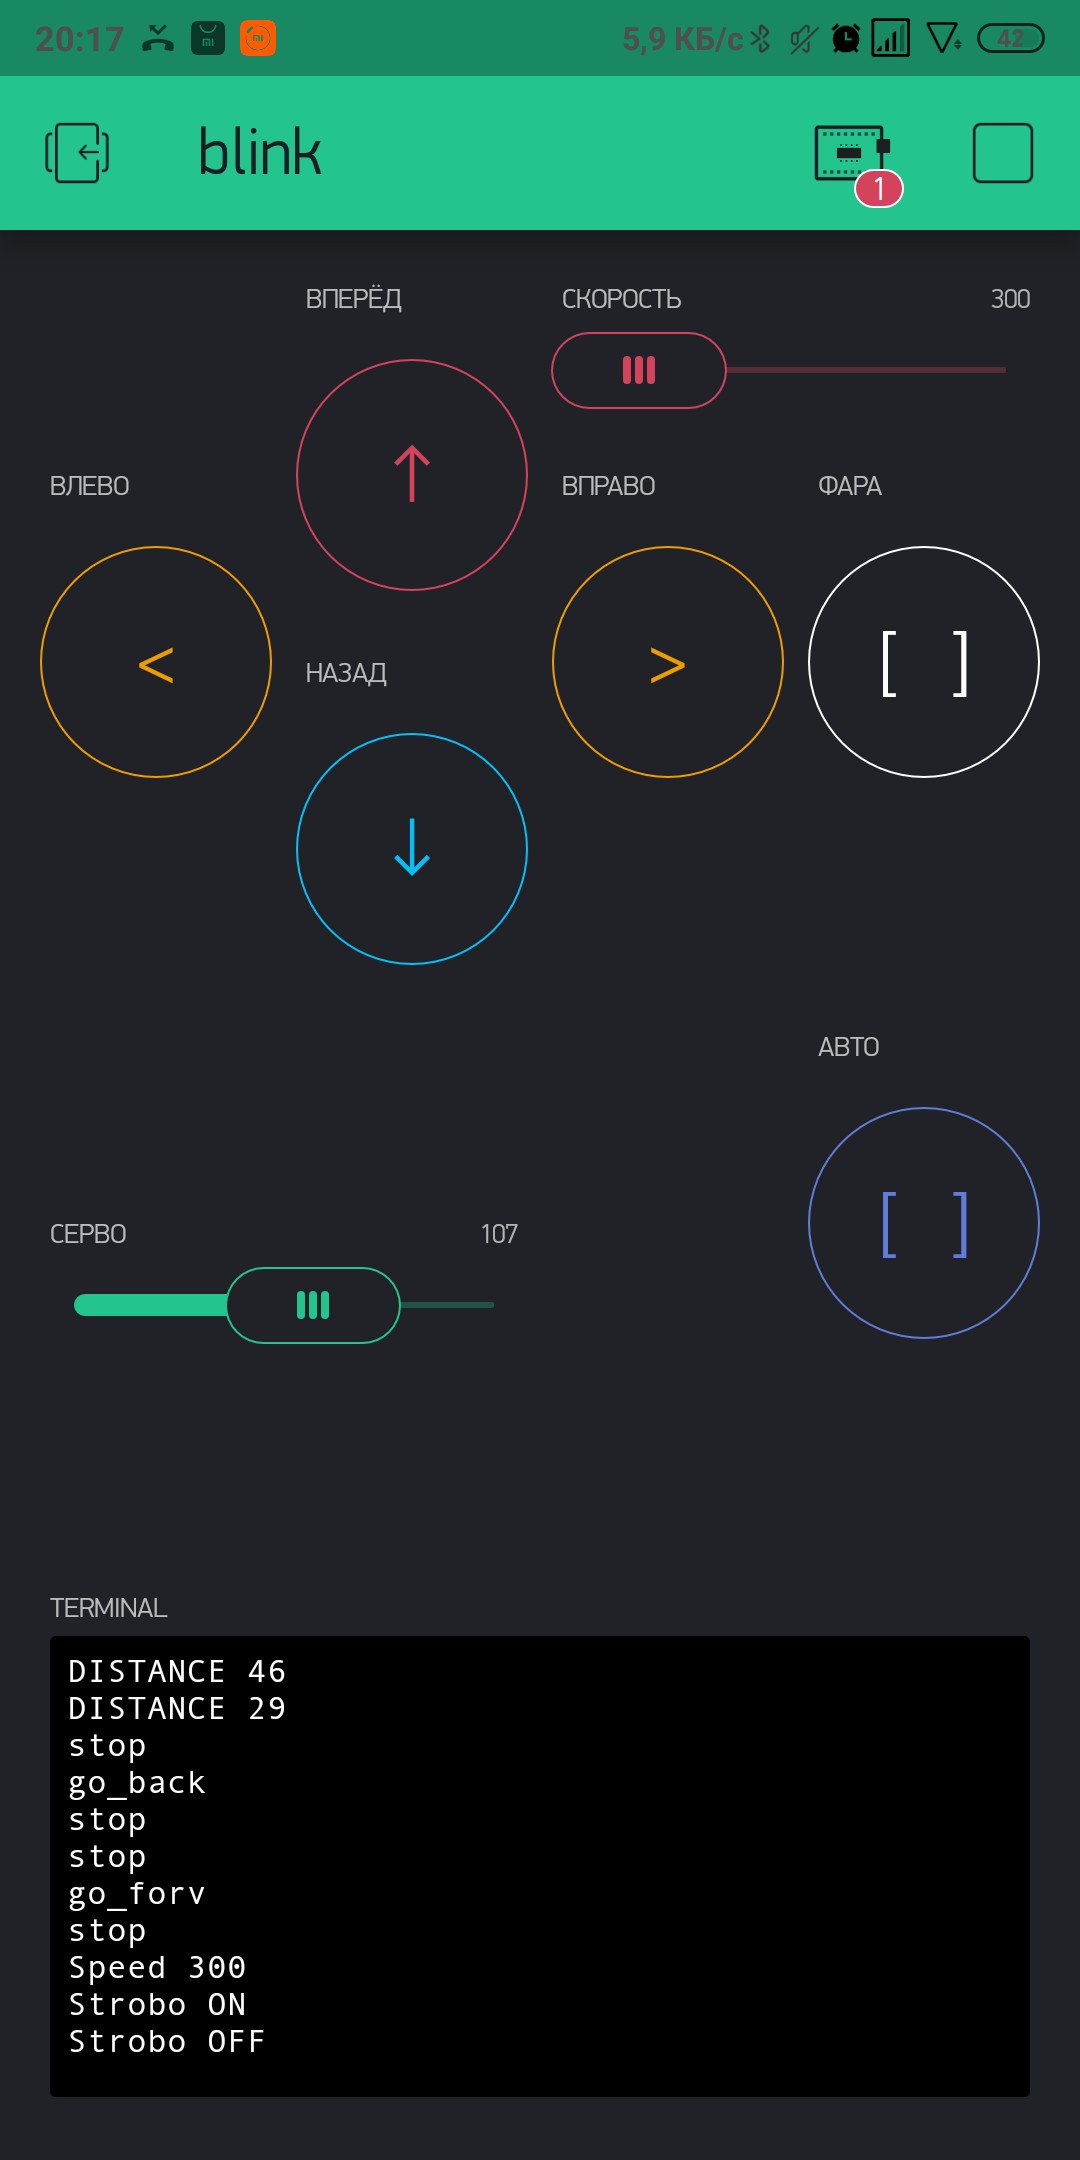 20:17 5,9 КБ/с 42
blink
1
ВПЕРЁД
СКОРОСТЬ 300
ВЛЕВО
ВПРАВО
ФАРА
<
>
[ ]
НАЗАД
АВТО
[ ]
СЕРВО 107
TERMINAL
DISTANCE 46
DISTANCE 29
stop
go_back
stop
stop
go_forv
stop
Speed 300
Strobo ON
Strobo OFF